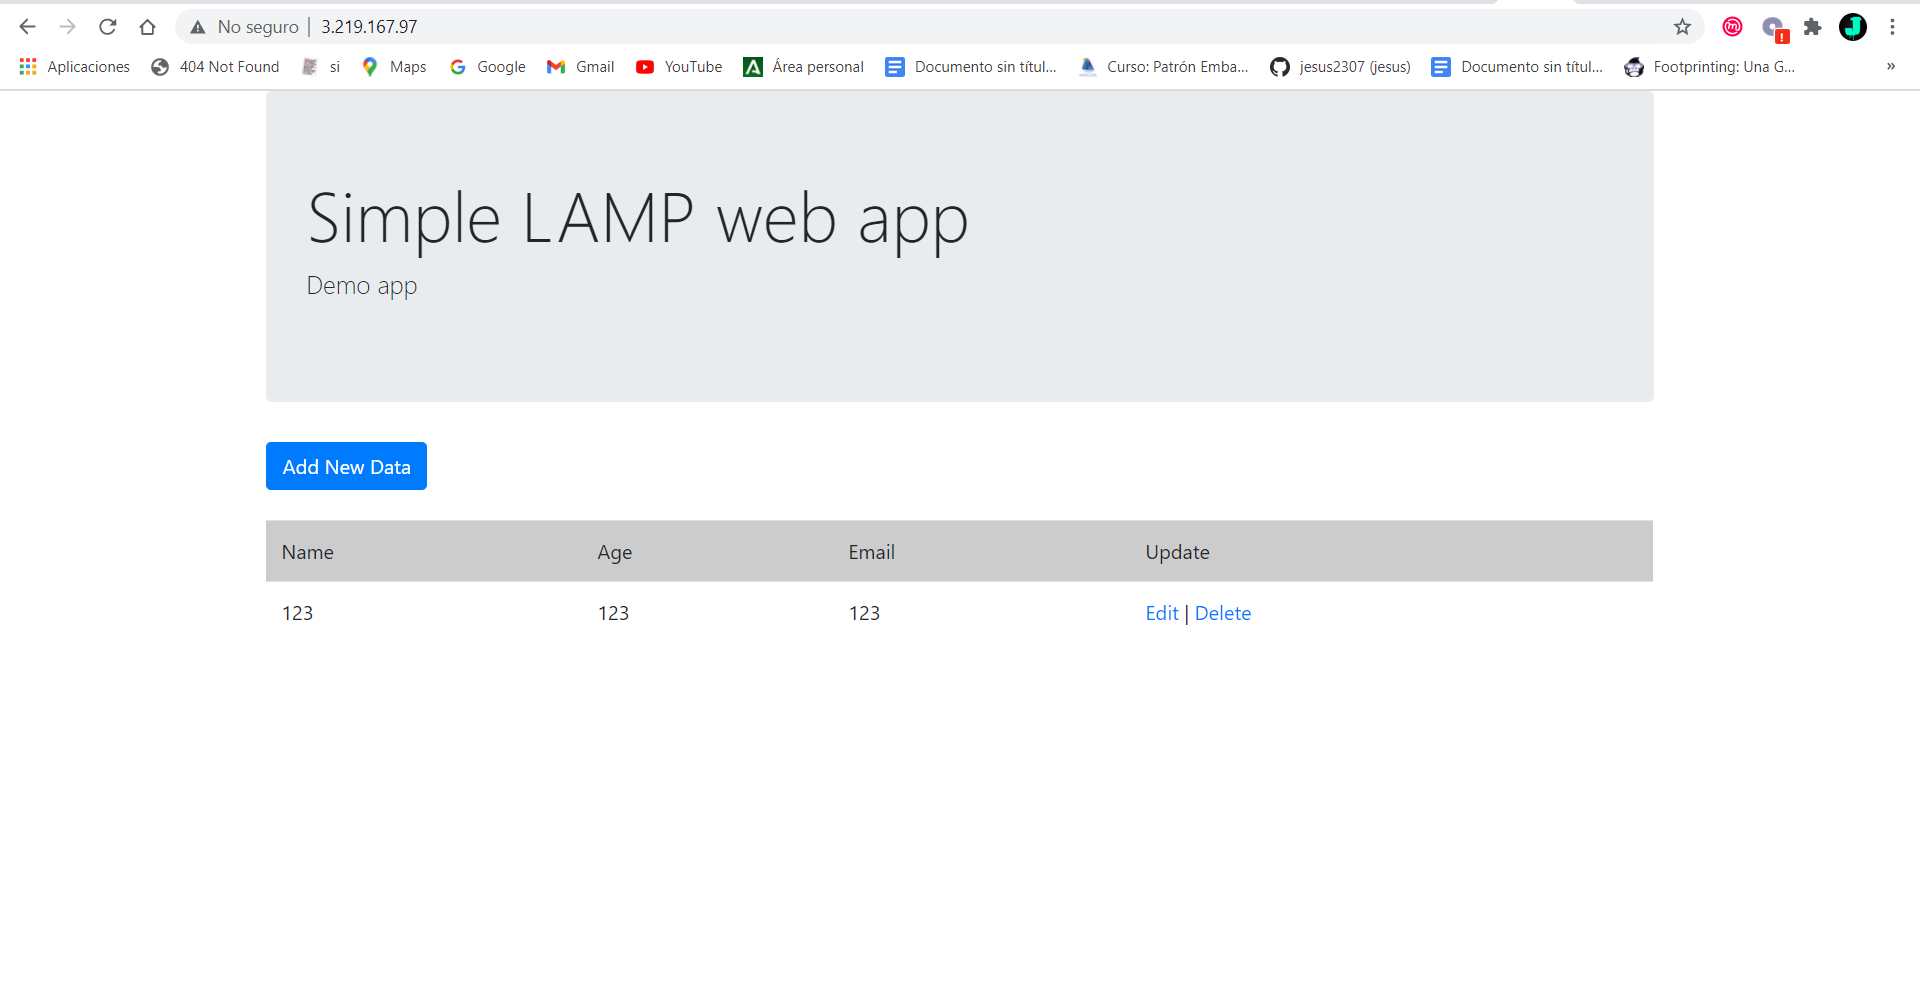 No seguro | 3.219.167.97
Aplicaciones 404 Not Found si Maps Google Gmail YouTube Área personal Documento sin títul... Curso: Patrón Emba... jesus2307 (jesus) Documento sin títul... Footprinting: Una G... »
Simple LAMP web app
Demo app
Add New Data
Name Age Email Update
123 123 123 Edit | Delete